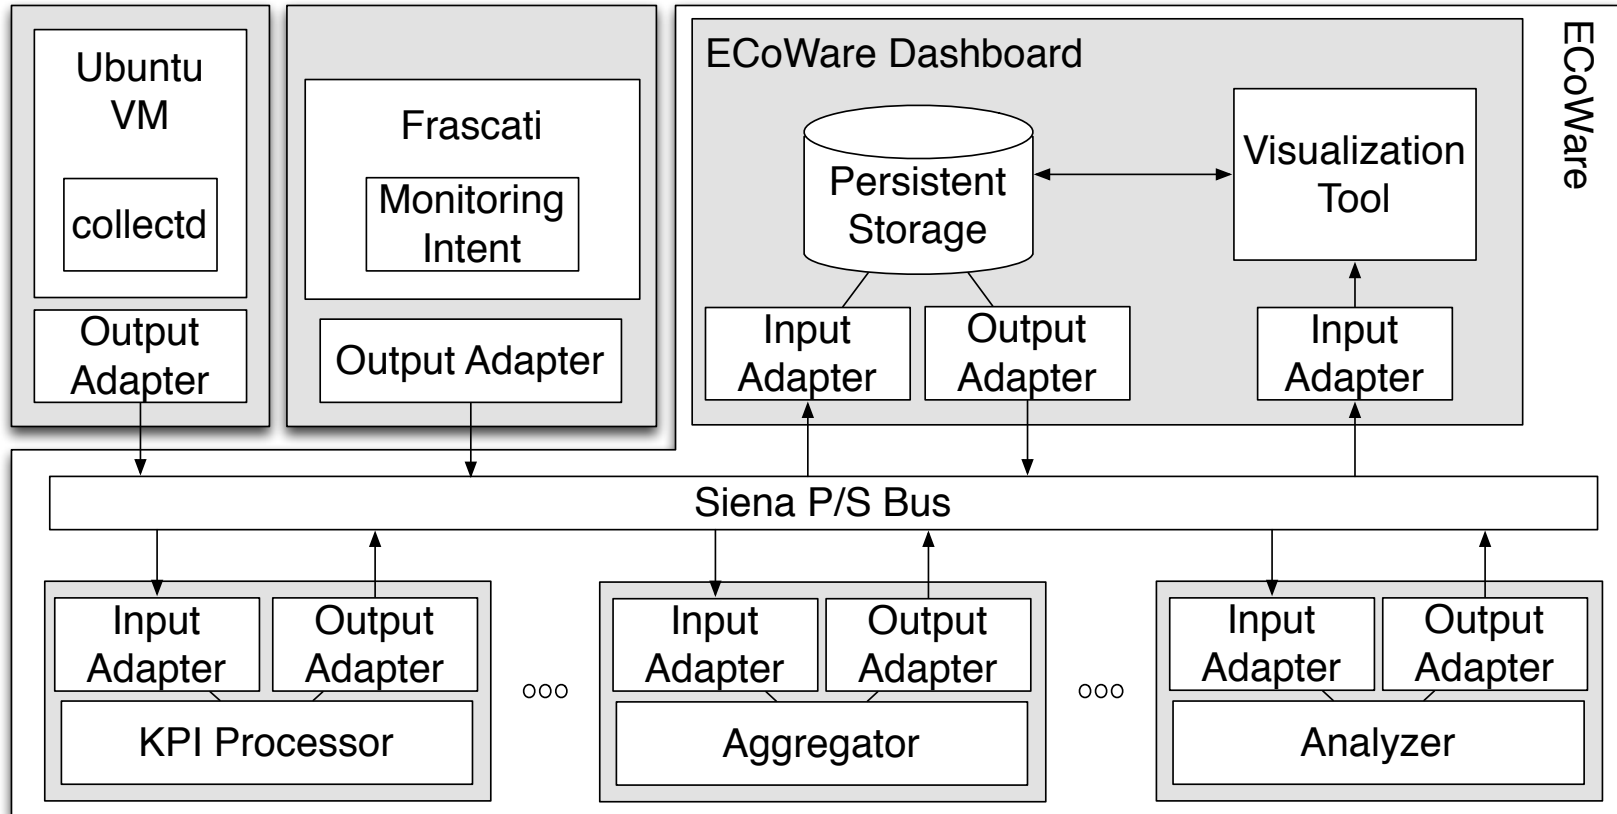 Ubuntu
VM
collectd
Output
Adapter
Frascati
Monitoring
Intent
Output Adapter
ECoWare Dashboard
Persistent
Storage
Visualization
Tool
Input
Adapter
Output
Adapter
Input
Adapter
ECoWare
Siena P/S Bus
Input
Adapter
Output
Adapter
KPI Processor
ooo
Input
Adapter
Output
Adapter
Aggregator
ooo
Input
Adapter
Output
Adapter
Analyzer